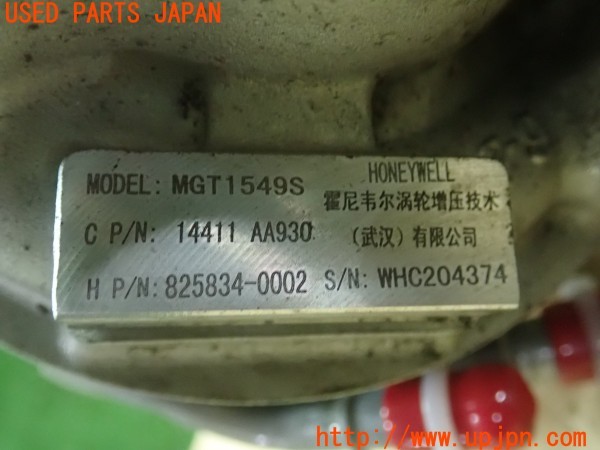 USED PARTS JAPAN
MODEL: MGT1549S
HONEYWELL
霍尼韦尔涡轮增压技术
C P/N: 14411 AA930
(武汉)有限公司
H P/N: 825834-0002 S/N: WHC204374
http://www.upjpn.com